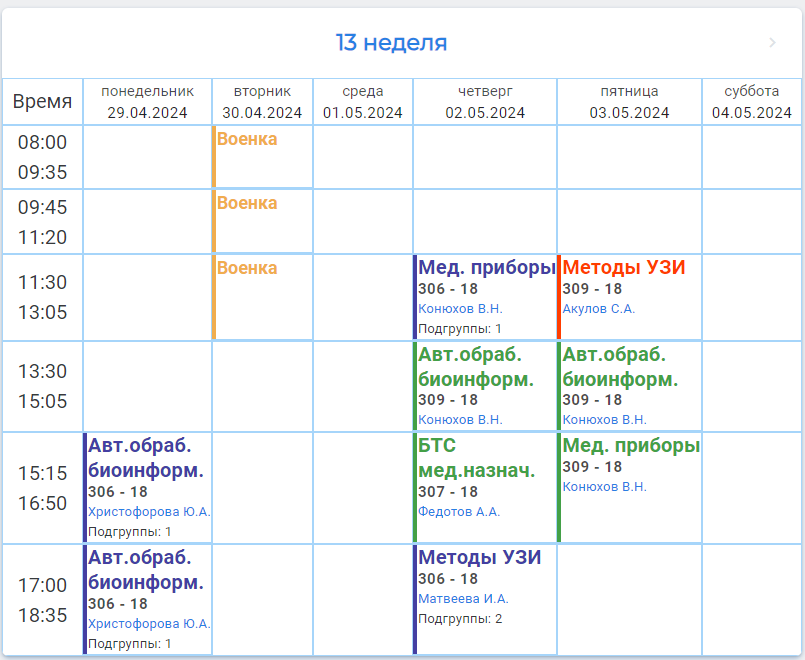 13 неделя
Время
понедельник
29.04.2024
вторник
30.04.2024
среда
01.05.2024
четверг
02.05.2024
пятница
03.05.2024
суббота
04.05.2024
08:00
09:35
Военка
09:45
11:20
Военка
11:30
13:05
Военка
Мед. приборы
306 - 18
Конюхов В.Н.
Подгруппы: 1
Методы УЗИ
309 - 18
Акулов С.А.
13:30
15:05
Авт.обраб.
биоинформ.
309 - 18
Конюхов В.Н.
Авт.обраб.
биоинформ.
309 - 18
Конюхов В.Н.
15:15
16:50
Авт.обраб.
биоинформ.
306 - 18
Христофорова Ю.А.
Подгруппы: 1
БТС
мед.назнач.
307 - 18
Федотов А.А.
Мед. приборы
309 - 18
Конюхов В.Н.
17:00
18:35
Авт.обраб.
биоинформ.
306 - 18
Христофорова Ю.А.
Подгруппы: 1
Методы УЗИ
306 - 18
Матвеева И.А.
Подгруппы: 2